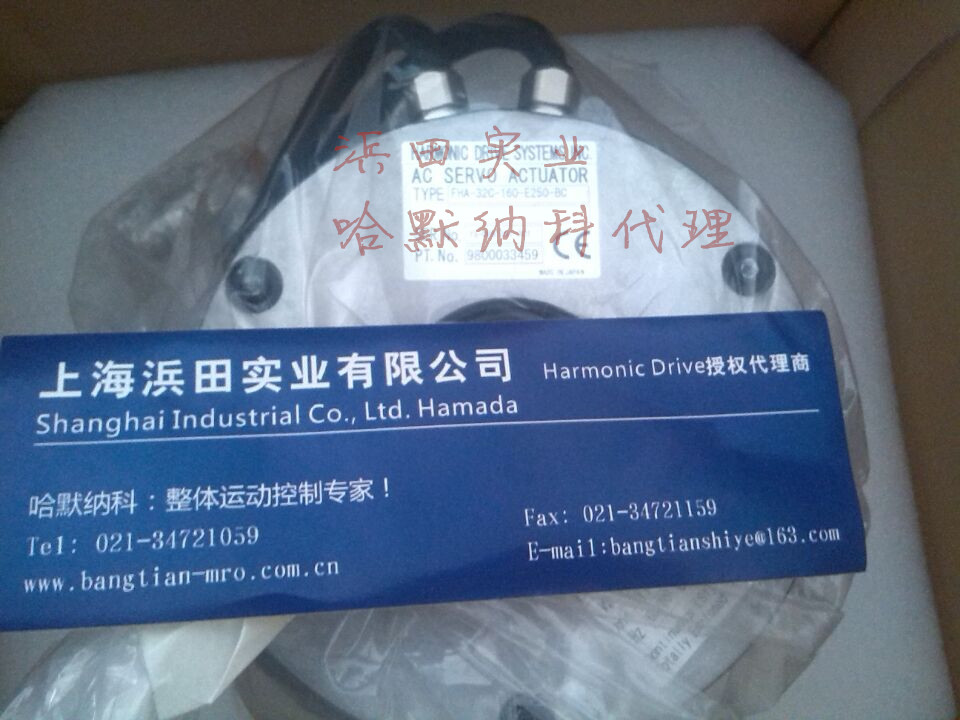 浜田实业
哈默纳科代理
HARMONIC DRIVE SYSTEMS INC.
AC SERVO ACTUATOR
TYPE FHA-32C-160-E250-BC
PT. No. 9800033459
CE
MADE IN JAPAN
上海浜田实业有限公司 Harmonic Drive授权代理商
Shanghai Industrial Co., Ltd. Hamada
哈默纳科：整体运动控制专家！
Tel: 021-34721059 Fax: 021-34721159
www.bangtian-mro.com.cn E-mail:bangtianshiye@163.com